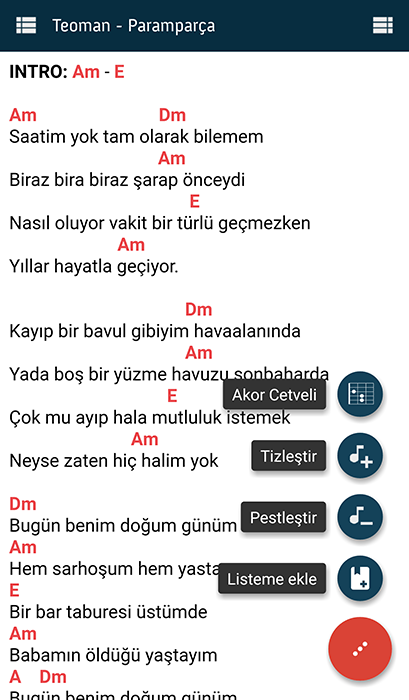 Teoman - Paramparça
INTRO: Am - E
Am Dm
Saatim yok tam olarak bilemem
Am
Biraz bira biraz şarap önceydi
E
Nasıl oluyor vakit bir türlü geçmezken
Am
Yıllar hayatla geçiyor.
Dm
Kayıp bir bavul gibiyim havaalanında
Am
Yada boş bir yüzme havuzu sonbaharda
Akor Cetveli
E
Çok mu ayıp hala mutluluk istemek
Am
Tizleştir
Neyse zaten hiç halim yok
Dm
Pestleştir
Bugün benim doğum günüm
Am
Hem sarhoşum hem yasta
Listeme ekle
E
Bir bar taburesi üstümde
Am
Babamın öldüğü yaştayım
A Dm
Bugün benim doğum günüm